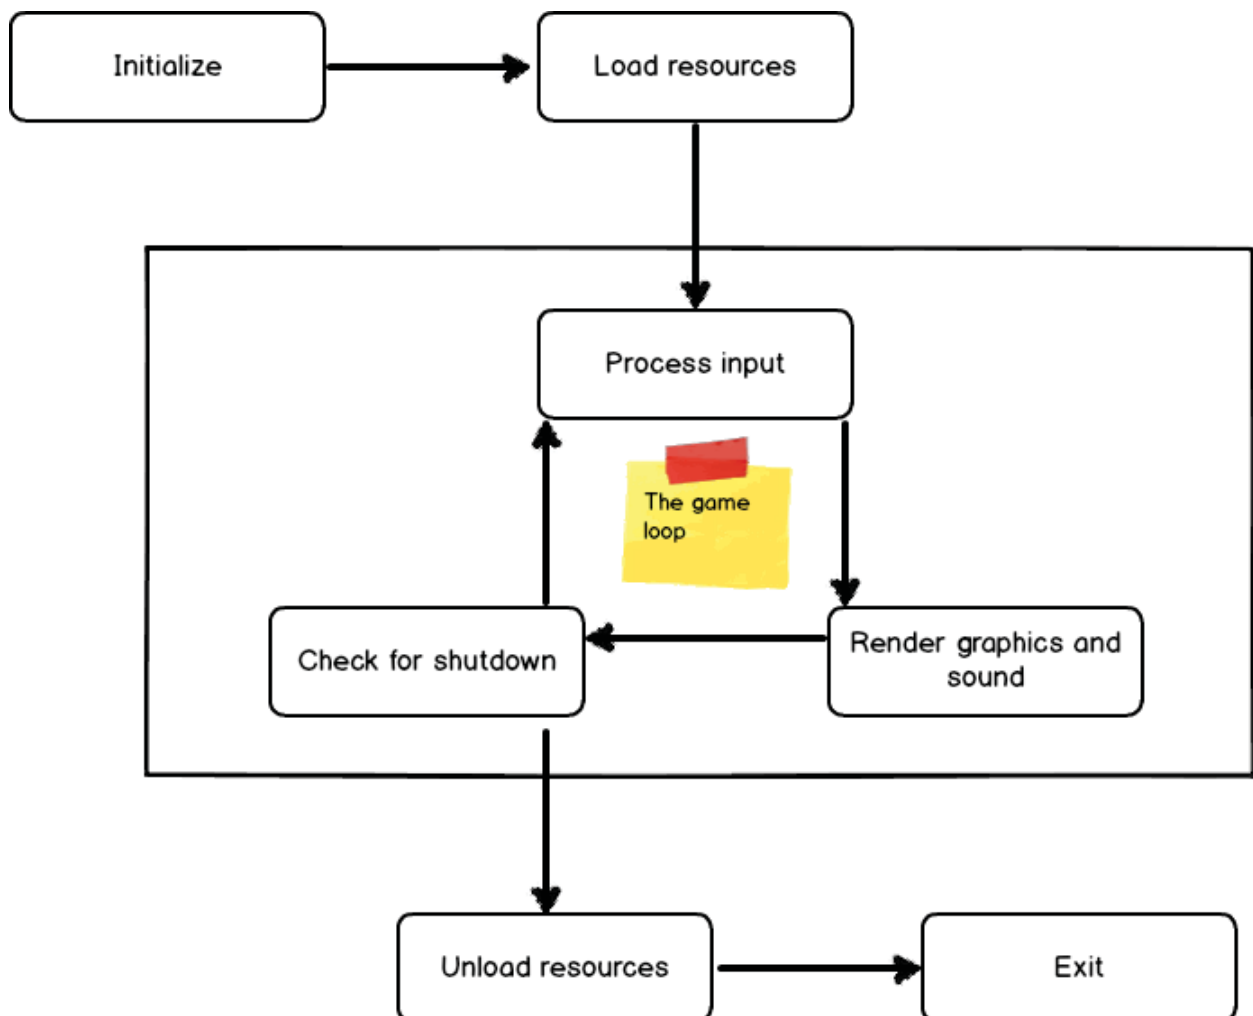 Initialize
Load resources
Process input
The game
loop
Check for shutdown
Render graphics and
sound
Unload resources
Exit